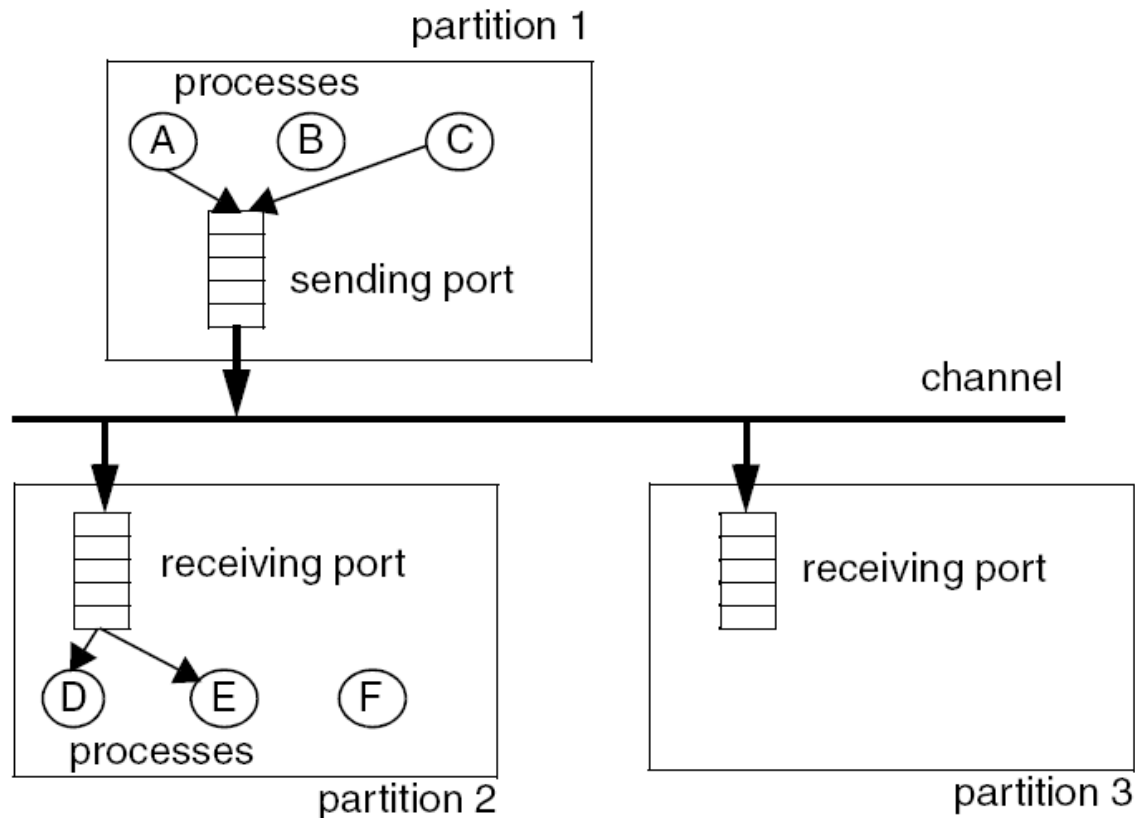 partition 1
processes
A B C
sending port
channel
receiving port
receiving port
D E F
processes
partition 2
partition 3